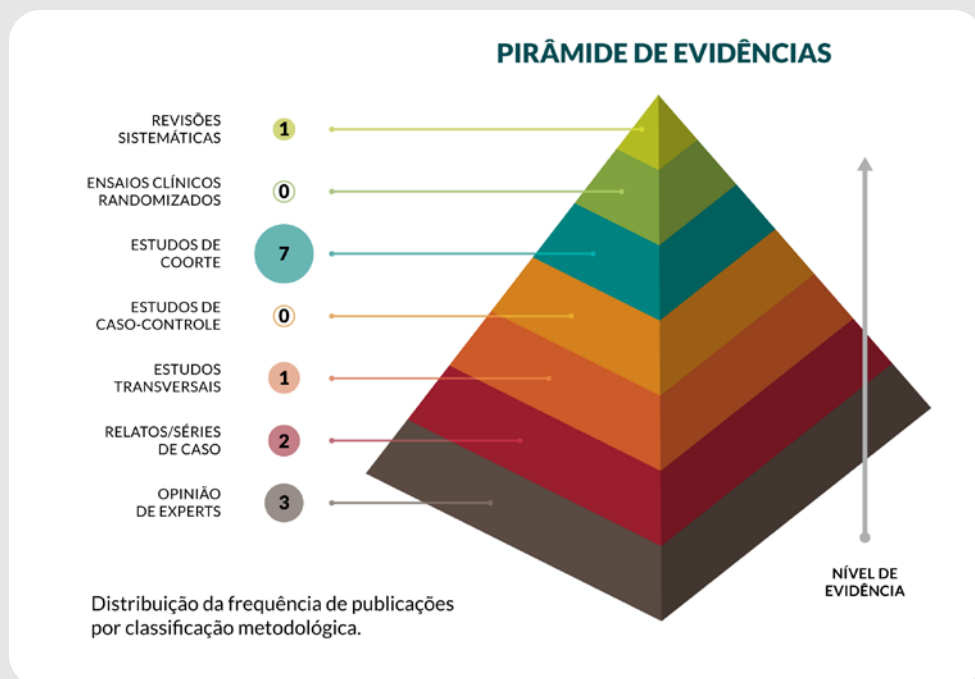 PIRÂMIDE DE EVIDÊNCIAS
REVISÕES
SISTEMÁTICAS
1
ENSAIOS CLÍNICOS
RANDOMIZADOS
0
ESTUDOS DE
COORTE
7
ESTUDOS DE
CASO-CONTROLE
0
ESTUDOS
TRANSVERSAIS
1
RELATOS/SÉRIES
DE CASO
2
OPINIÃO
DE EXPERTS
3
NÍVEL DE
EVIDÊNCIA
Distribuição da frequência de publicações
por classificação metodológica.